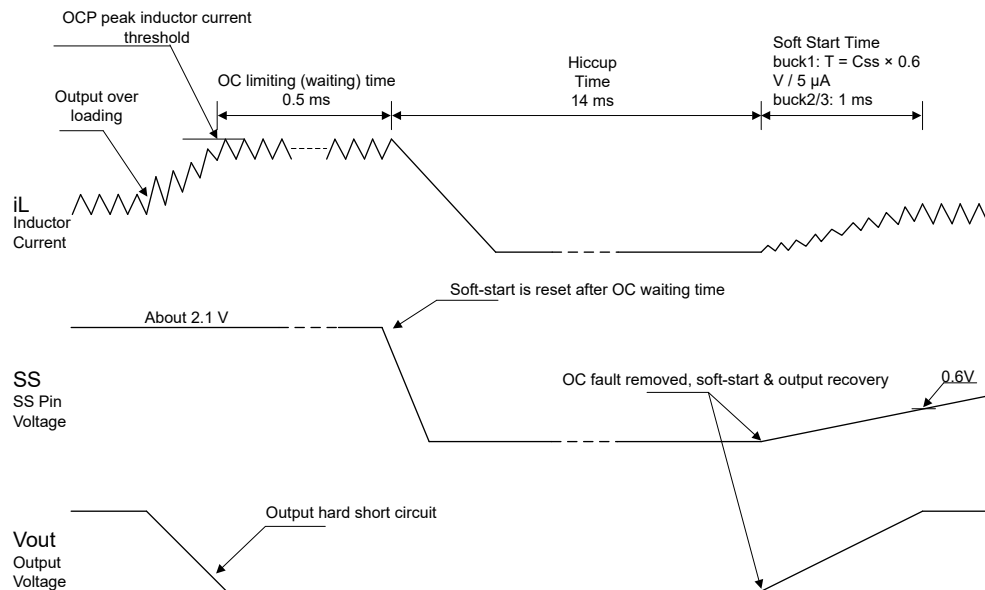 OCP peak inductor current
threshold
OC limiting (waiting) time
0.5 ms
Hiccup
Time
14 ms
Soft Start Time
buck1: T = Css × 0.6
V / 5 µA
buck2/3: 1 ms
Output over
loading
iL
Inductor
Current
Soft-start is reset after OC waiting time
About 2.1 V
SS
SS Pin
Voltage
OC fault removed, soft-start & output recovery
0.6V
Output hard short circuit
Vout
Output
Voltage